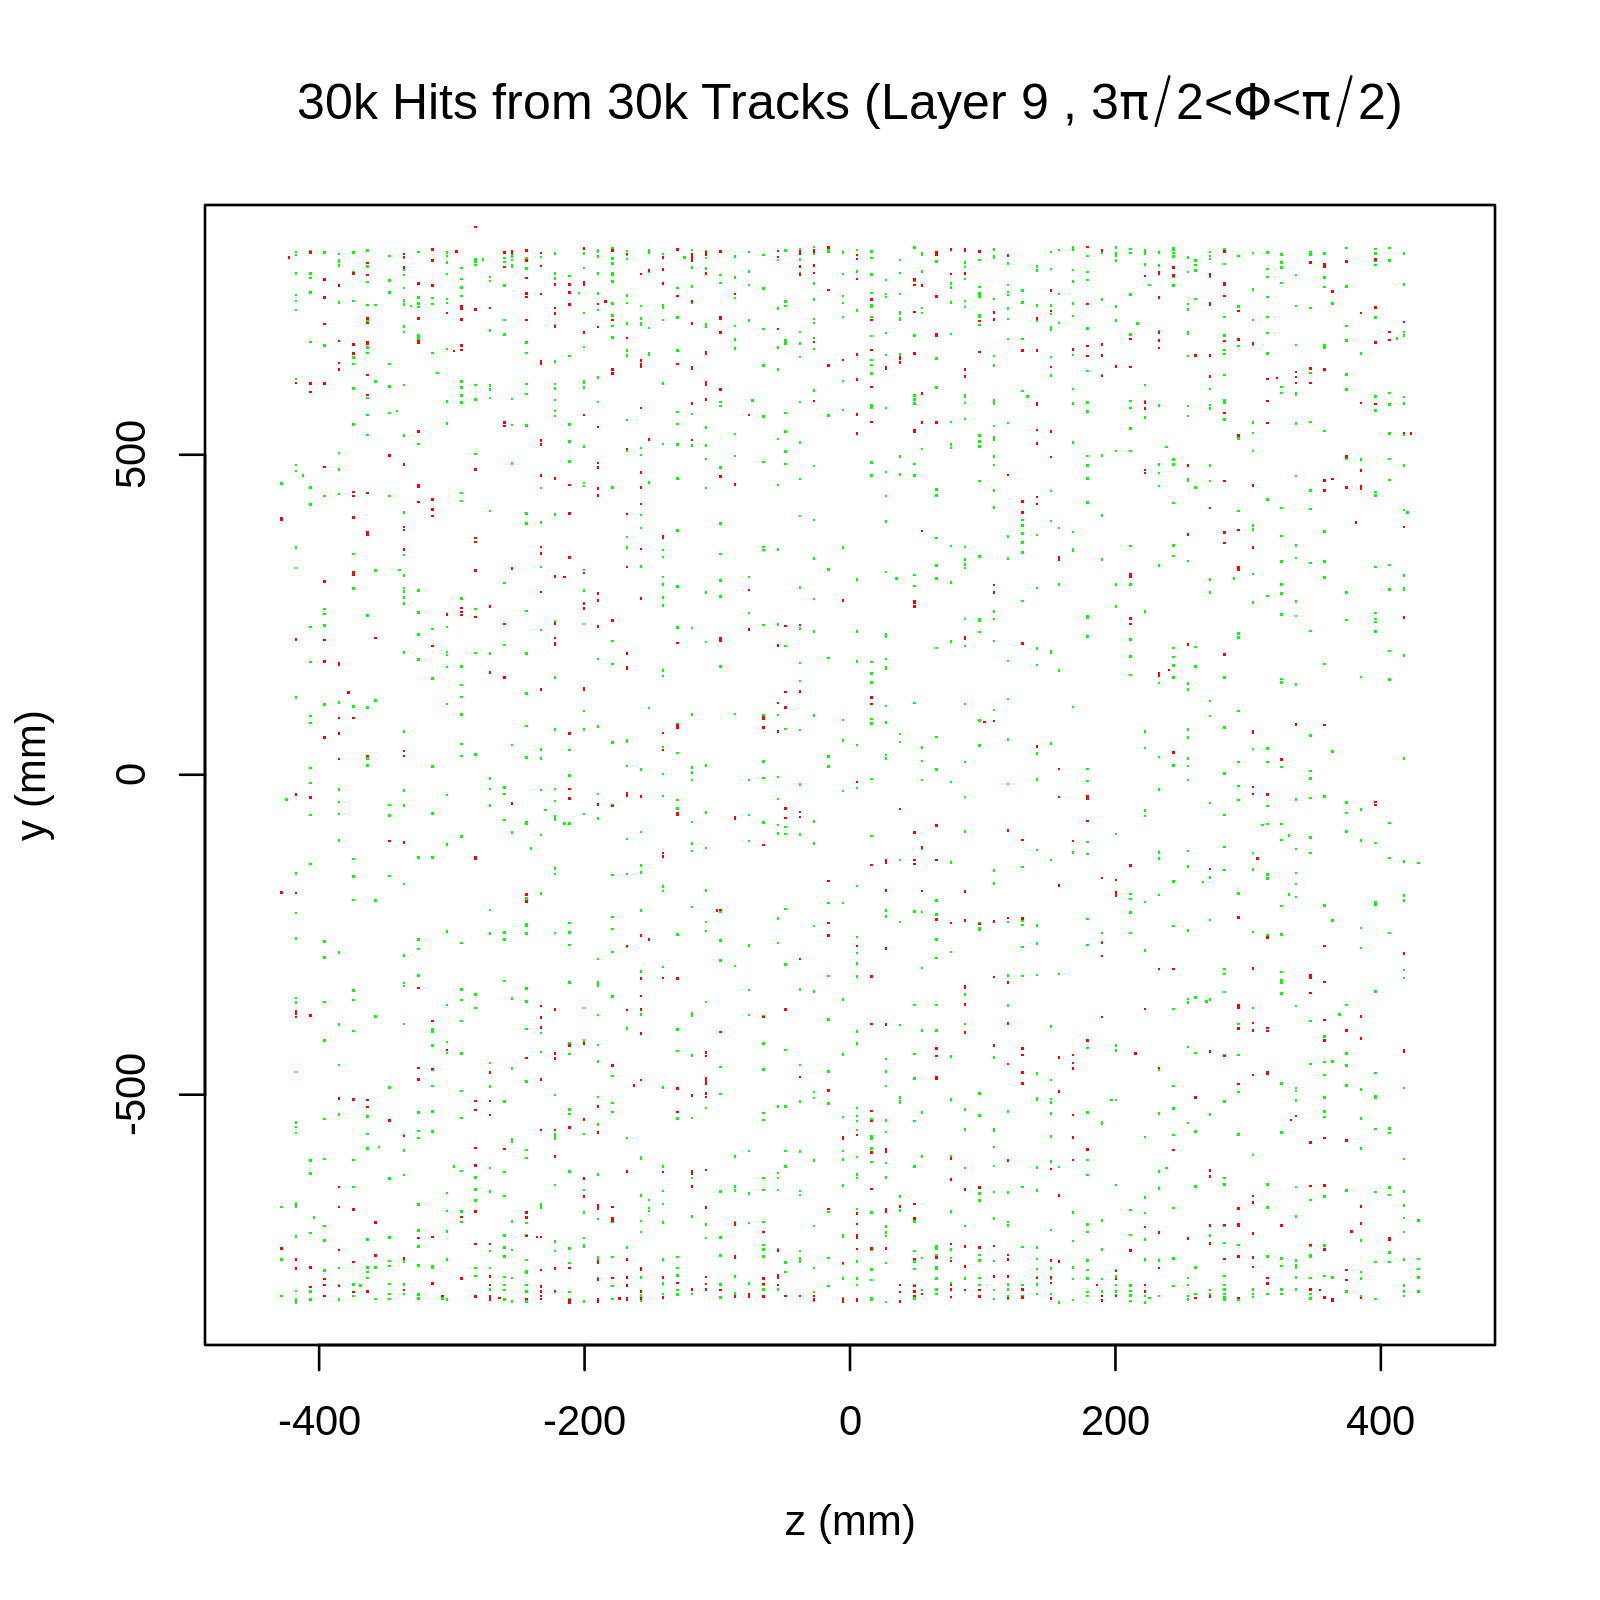 30k Hits from 30k Tracks (Layer 9 , 3π/2<Φ<π/2)
500
0
-500
y (mm)
-400 -200 0 200 400
z (mm)